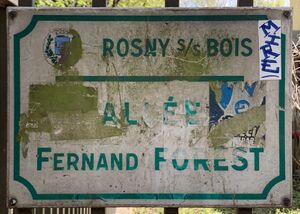 ROSNY S/S BOIS
ALLÉE
FERNAND FOREST